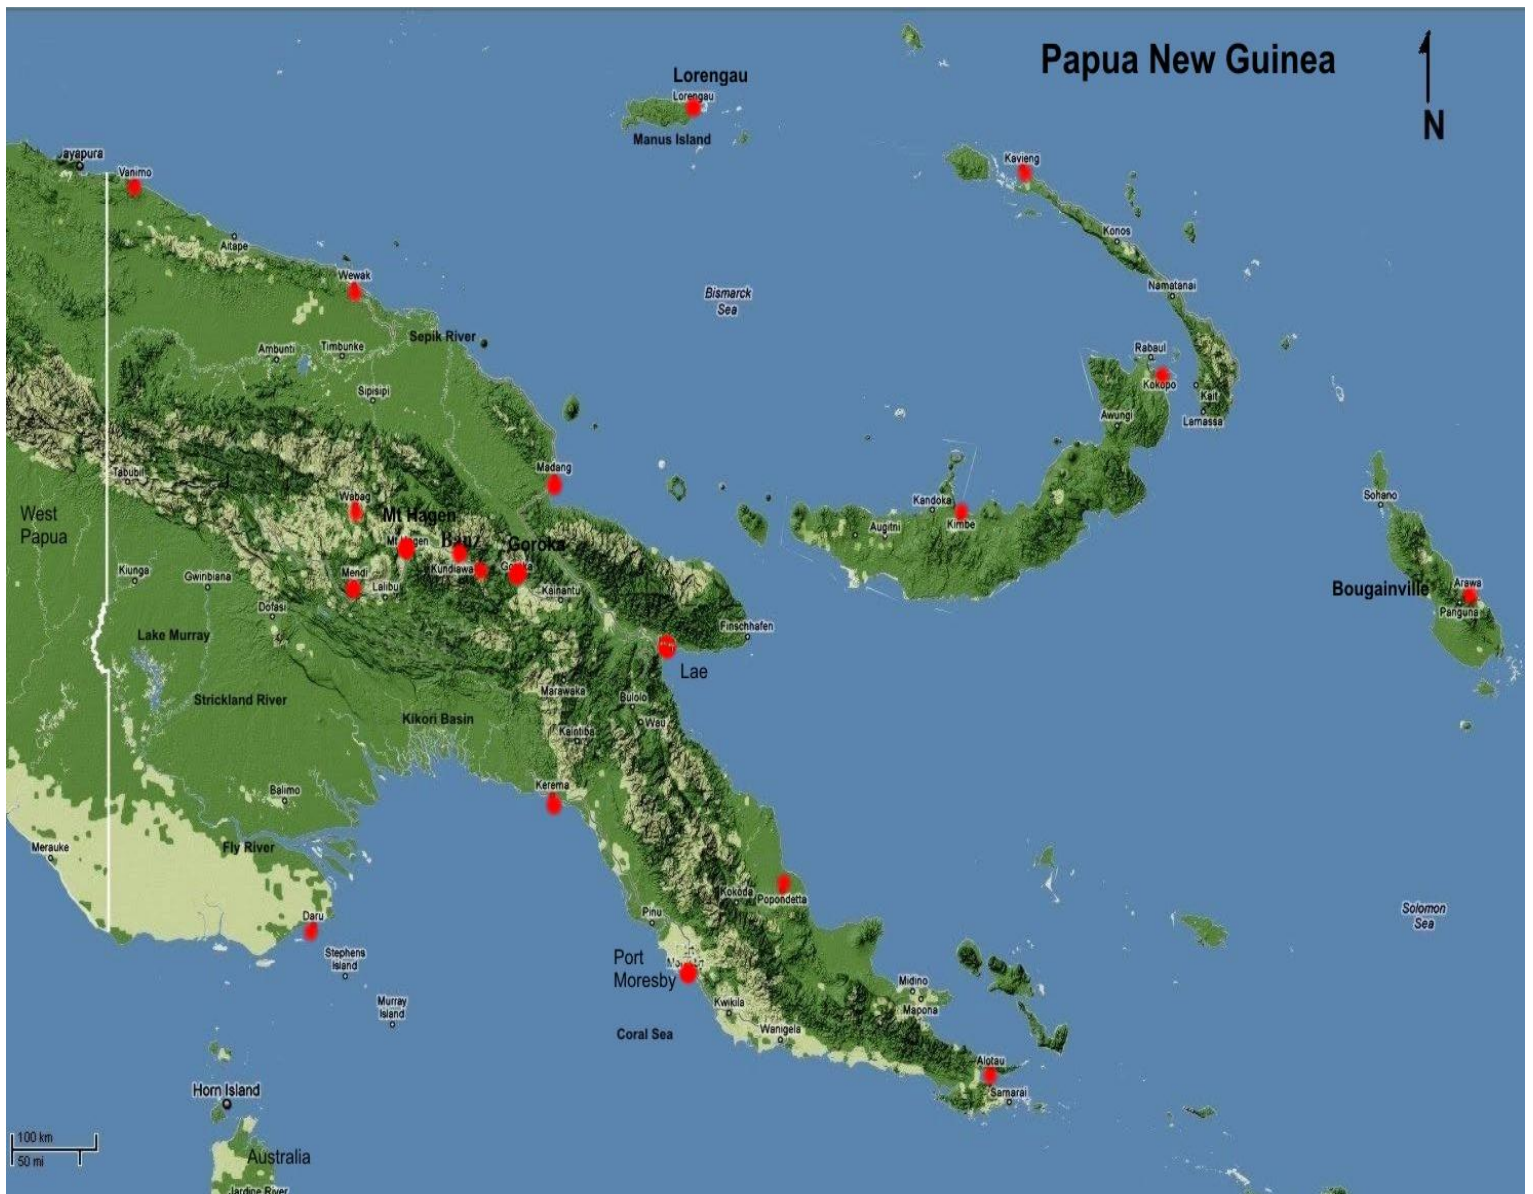 Papua New Guinea
N
Lorengau
Lorengau
Manus Island
Kavieng
Jayapura
Vanimo
Aitape
Konos
Wewak
Bismarck
Sea
Namatanai
Sepik River
Ambunti
Timbunke
Rabaul
Kokopo
Sipisipi
Kait
Lamassa
Awungi
Tabubil
Madang
Wabag
Kandoka
Kimbe
Sohano
West
Papua
Mt Hagen
Mt Hagen
Banz
Goroka
Goroka
Augitni
Kiunga
Gwinbiana
Mendi
Lalibu
Kundiawa
Kainantu
Bougainville
Arawa
Panguna
Dofasi
Lake Murray
Finschhafen
Lae
Strickland River
Marawaka
Bulolo
Kikori Basin
Kaintiba
Wau
Balimo
Kerema
Merauke
Fly River
Kokoda
Popondetta
Daru
Pinu
Solomon
Sea
Stephens
Island
Port
Moresby
Murray
Island
Midino
Mapona
Kwikila
Coral Sea
Wanigela
Alotau
Samarai
Horn Island
100 km
50 mi
Australia
Jardine River